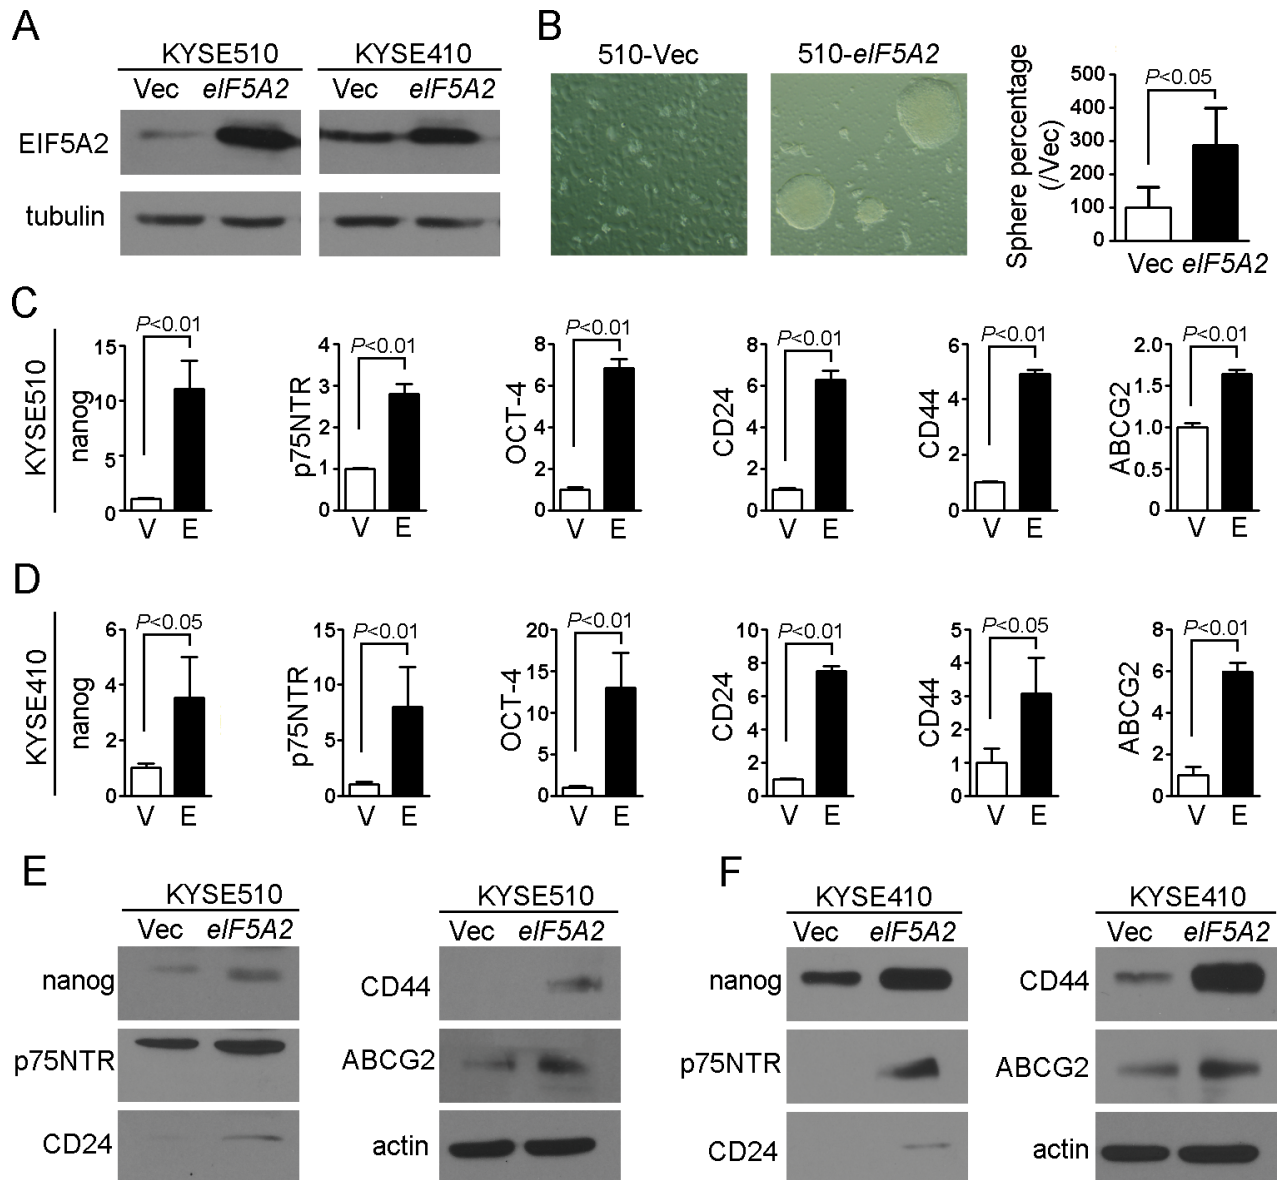 A
KYSE510 KYSE410
Vec eIF5A2 Vec eIF5A2
EIF5A2
tubulin
B
510-Vec 510-eIF5A2
Sphere percentage
(/Vec)
500
400
300
200
100
0
P<0.05
Vec eIF5A2
C
KYSE510
nanog
15
10
5
0
P<0.01
V E
p75NTR
4
3
2
1
0
P<0.01
V E
OCT-4
8
6
4
2
0
P<0.01
V E
CD24
8
6
4
2
0
P<0.01
V E
CD44
6
4
2
0
P<0.01
V E
ABCG2
2.0
1.5
1.0
0.5
0
P<0.01
V E
D
KYSE410
nanog
6
4
2
0
P<0.05
V E
p75NTR
15
10
5
0
P<0.01
V E
OCT-4
20
15
10
5
0
P<0.01
V E
CD24
10
8
6
4
2
0
P<0.01
V E
CD44
5
4
3
2
1
0
P<0.05
V E
ABCG2
8
6
4
2
0
P<0.01
V E
E
KYSE510 KYSE510
Vec eIF5A2 Vec eIF5A2
nanog CD44
p75NTR ABCG2
CD24 actin
F
KYSE410 KYSE410
Vec eIF5A2 Vec eIF5A2
nanog CD44
p75NTR ABCG2
CD24 actin